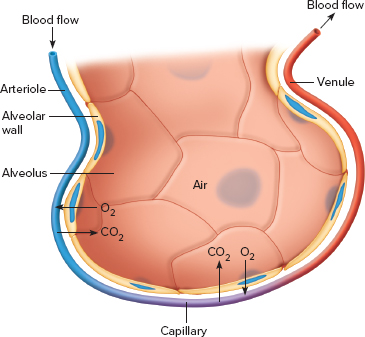 Blood flow
Blood flow
Arteriole
Venule
Alveolar
wall
Alveolus
Air
O₂
CO₂
CO₂ O₂
Capillary